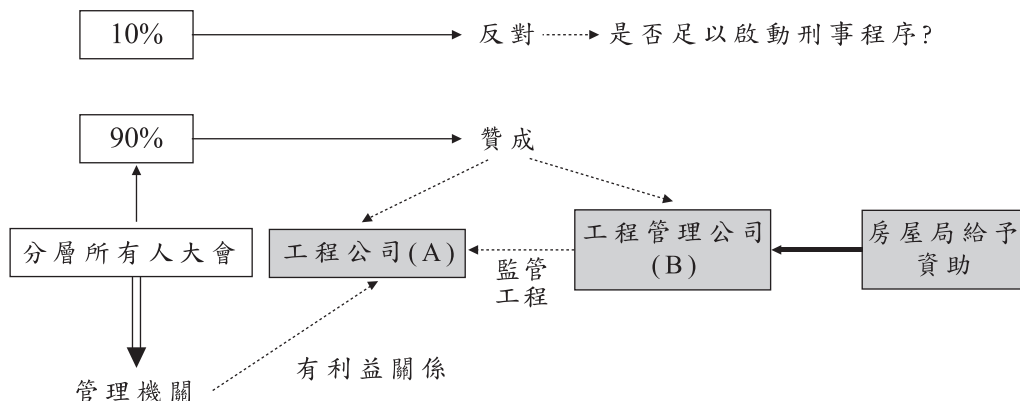 10%
反對
是否足以啟動刑事程序?
90%
贊成
分層所有人大會
工程公司(A)
工程管理公司
(B)
房屋局給予
資助
監管
工程
有利益關係
管理機關